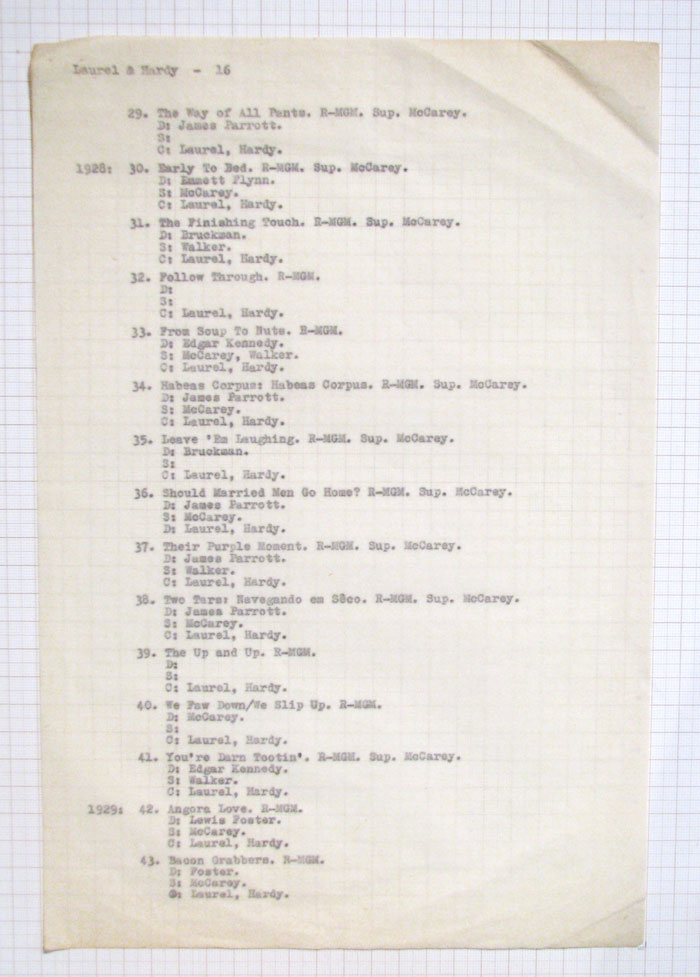 Laurel & Hardy - 16
29. The Way of All Pants. R-MGM. Sup. McCarey.
D: James Parrott.
S:
C: Laurel, Hardy.
1928: 30. Early To Bed. R-MGM. Sup. McCarey.
D: Emmett Flynn.
S: McCarey.
C: Laurel, Hardy.
31. The Finishing Touch. R-MGM. Sup. McCarey.
D: Bruckman.
S: Walker.
C: Laurel, Hardy.
32. Follow Through. R-MGM.
D:
S:
C: Laurel, Hardy.
33. From Soup To Nuts. R-MGM.
D: Edgar Kennedy.
S: McCarey, Walker.
C: Laurel, Hardy.
34. Habeas Corpus: Habeas Corpus. R-MGM. Sup. McCarey.
D: James Parrott.
S: McCarey.
C: Laurel, Hardy.
35. Leave 'Em Laughing. R-MGM. Sup. McCarey.
D: Bruckman.
S:
C: Laurel, Hardy.
36. Should Married Men Go Home? R-MGM. Sup. McCarey.
D: James Parrott.
S: McCarey.
D: Laurel, Hardy.
37. Their Purple Moment. R-MGM. Sup. McCarey.
D: James Parrott.
S: Walker.
C: Laurel, Hardy.
38. Two Tars: Navegando em Sêco. R-MGM. Sup. McCarey.
D: James Parrott.
S: McCarey.
C: Laurel, Hardy.
39. The Up and Up. R-MGM.
D:
S:
C: Laurel, Hardy.
40. We Faw Down/We Slip Up. R-MGM.
D: McCarey.
S:
C: Laurel, Hardy.
41. You're Darn Tootin'. R-MGM. Sup. McCarey.
D: Edgar Kennedy.
S: Walker.
C: Laurel, Hardy.
1929: 42. Angora Love. R-MGM.
D: Lewis Foster.
S: McCarey.
C: Laurel, Hardy.
43. Bacon Grabbers. R-MGM.
D: Foster.
S: McCarey.
C: Laurel, Hardy.